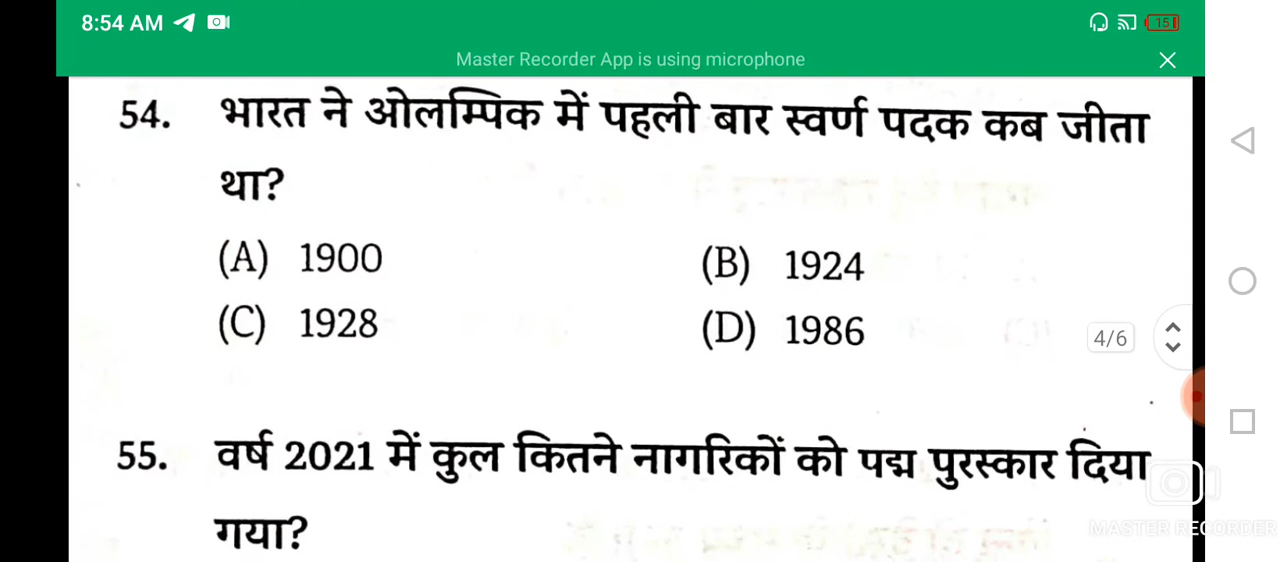 8:54 AM 15
Master Recorder App is using microphone
54. भारत ने ओलम्पिक में पहली बार स्वर्ण पदक कब जीता
था?
(A) 1900 (B) 1924
(C) 1928 (D) 1986
4/6
55. वर्ष 2021 में कुल कितने नागरिकों को पद्म पुरस्कार दिया
गया?
MASTER RECORDER